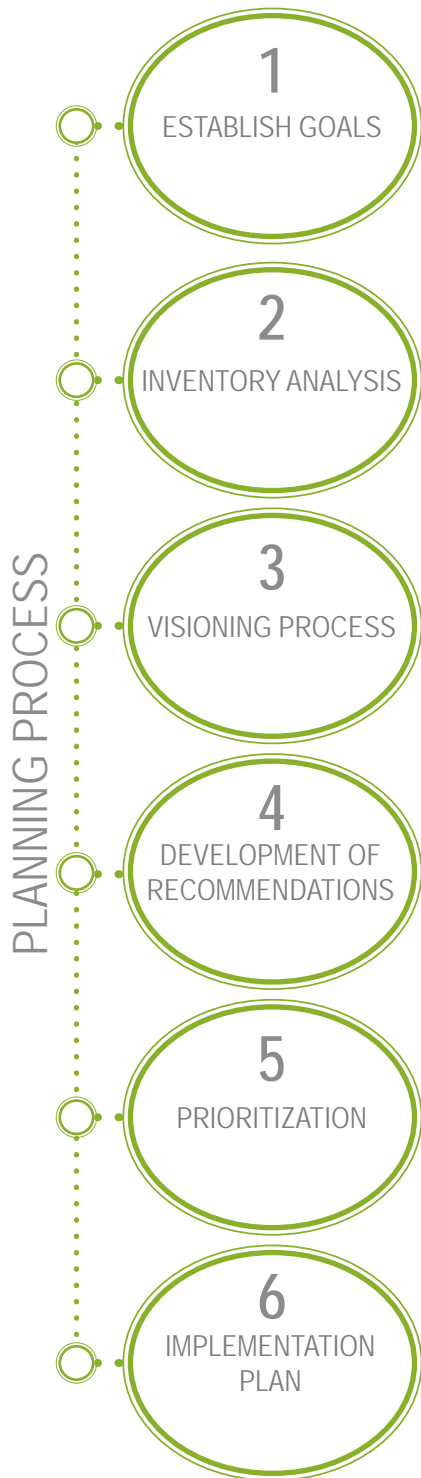 PLANNING PROCESS
1
ESTABLISH GOALS
2
INVENTORY ANALYSIS
3
VISIONING PROCESS
4
DEVELOPMENT OF
RECOMMENDATIONS
5
PRIORITIZATION
6
IMPLEMENTATION
PLAN